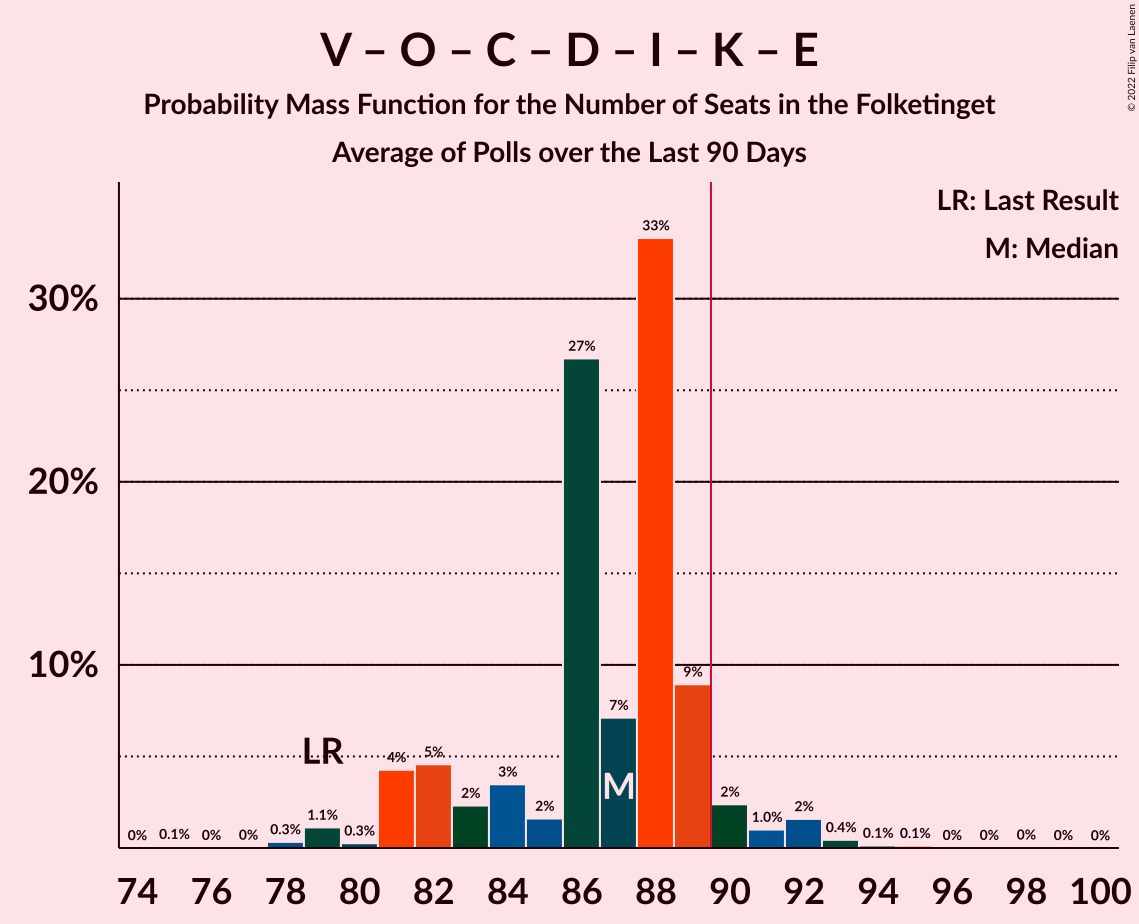 V – O – C – D – I – K – E
Probability Mass Function for the Number of Seats in the Folketinget
Average of Polls over the Last 90 Days
© 2022 Filip van Laenen
LR: Last Result
M: Median
30%
20%
10%
0% 0.1% 0% 0% 0.3% 1.1% 0.3% 4% 5% 2% 3% 2% 27% 7% 33% 9% 2% 1.0% 2% 0.4% 0.1% 0.1% 0% 0% 0% 0% 0%
LR
M
74 76 78 80 82 84 86 88 90 92 94 96 98 100